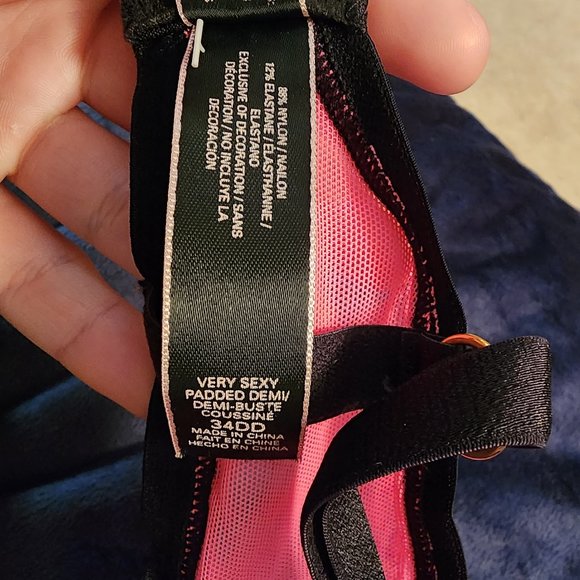 88% NYLON / NAILON
12% ELASTANE / ELASTHANNE /
ELASTANO
EXCLUSIVE OF DECORATION / SANS
DÉCORATION / NO INCLUYE LA
DECORACIÓN
VERY SEXY
PADDED DEMI/
DEMI-BUSTE
COUSSINÉ
34DD
MADE IN CHINA
FAIT EN CHINE
HECHO EN CHINA